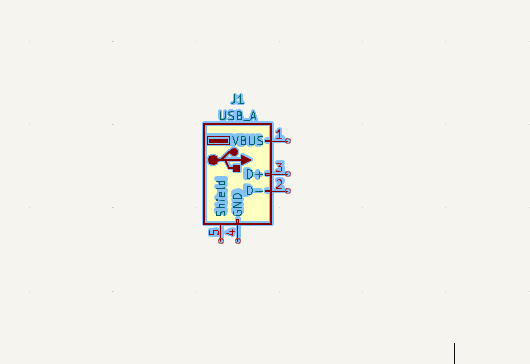 J1
USB_A
VBUS 1
D+ 3
D- 2
Shield
GND
5
4